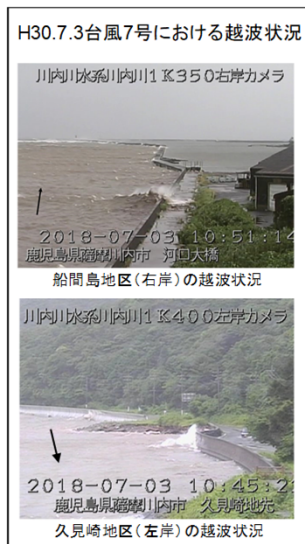 H30.7.3台風7号における越波状況
川内川水系川内川1K350右岸カメラ
2018-07-03 10:51:14
鹿児島県薩摩川内市 河口大橋
船間島地区(右岸)の越波状況
川内川水系川内川1K400左岸カメラ
2018-07-03 10:45:2
鹿児島県薩摩川内市 久見崎地先
久見崎地区(左岸)の越波状況